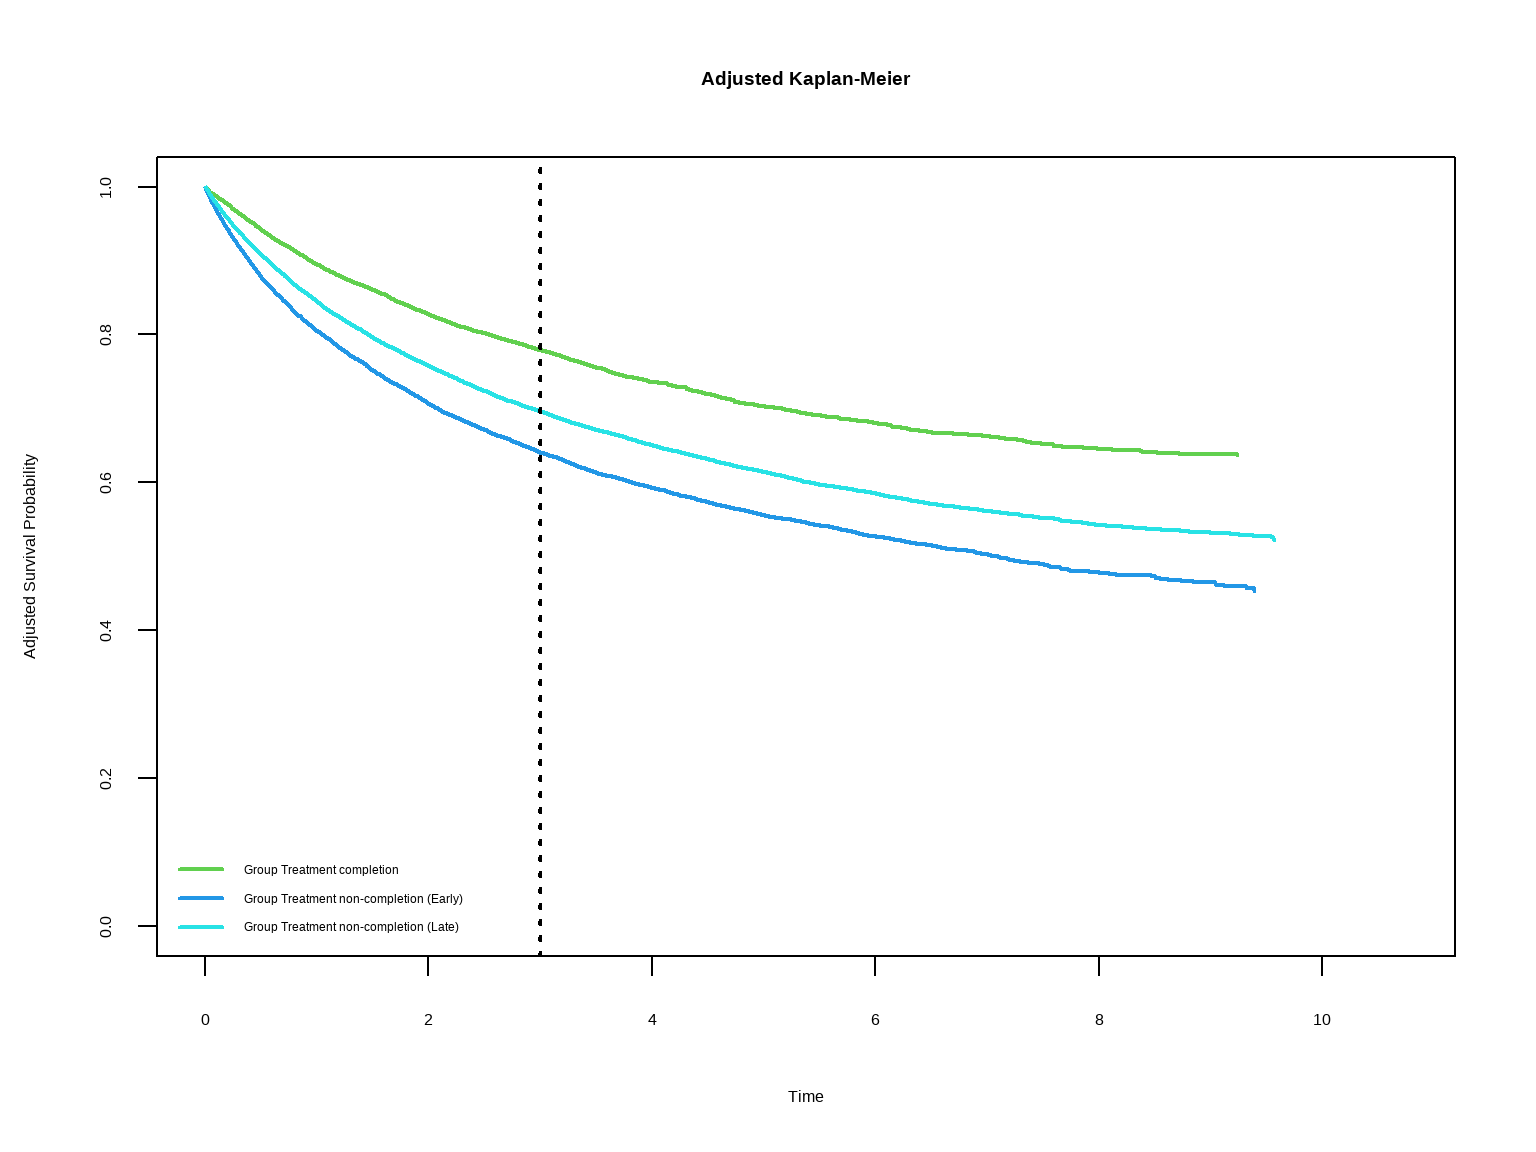 Adjusted Kaplan-Meier
Adjusted Survival Probability
1.0
0.8
0.6
0.4
0.2
0.0
Group Treatment completion
Group Treatment non-completion (Early)
Group Treatment non-completion (Late)
0 2 4 6 8 10
Time